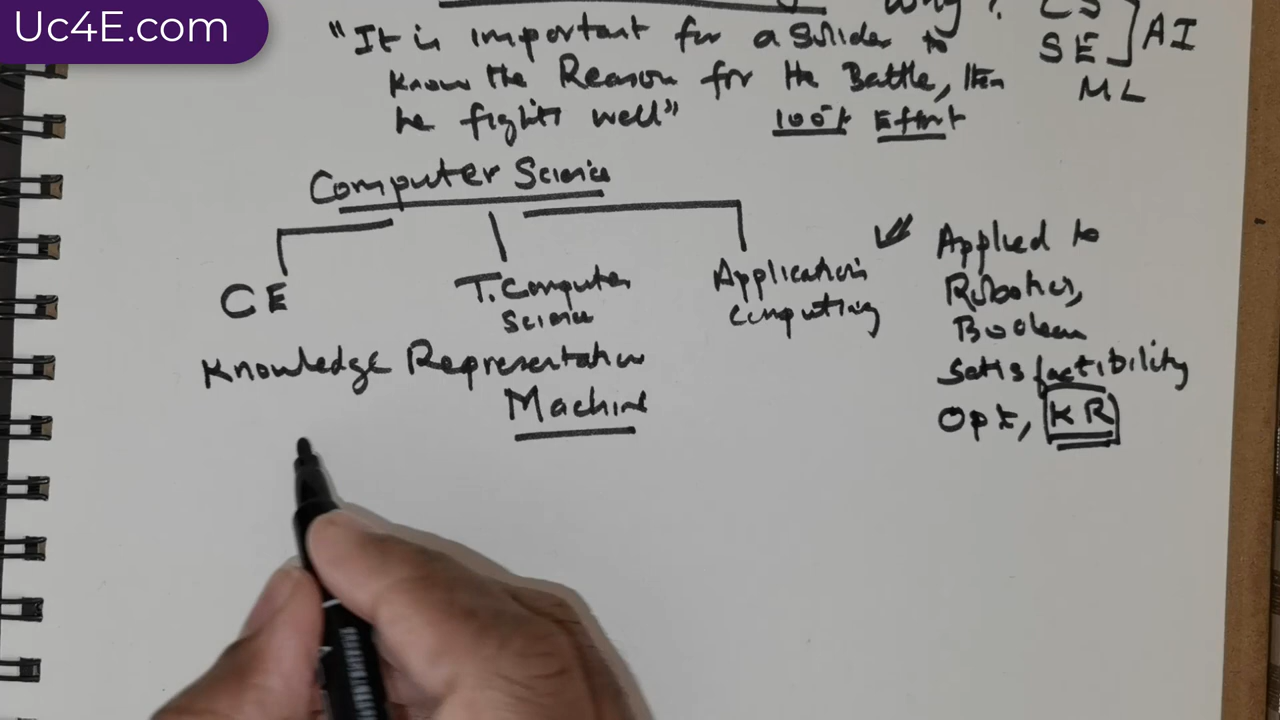 Uc4E.com
Why? CS
"It is important for a Solider to
SE ] AI
know the Reason for the Battle, then
ML
he fights well" 100% Effort
Computer Science
CE
T. Computer
Science
Applications
Computing
Applied to
Robotics,
Boolean
Satisfactibility
Opt, KR
Knowledge Representation
Machine